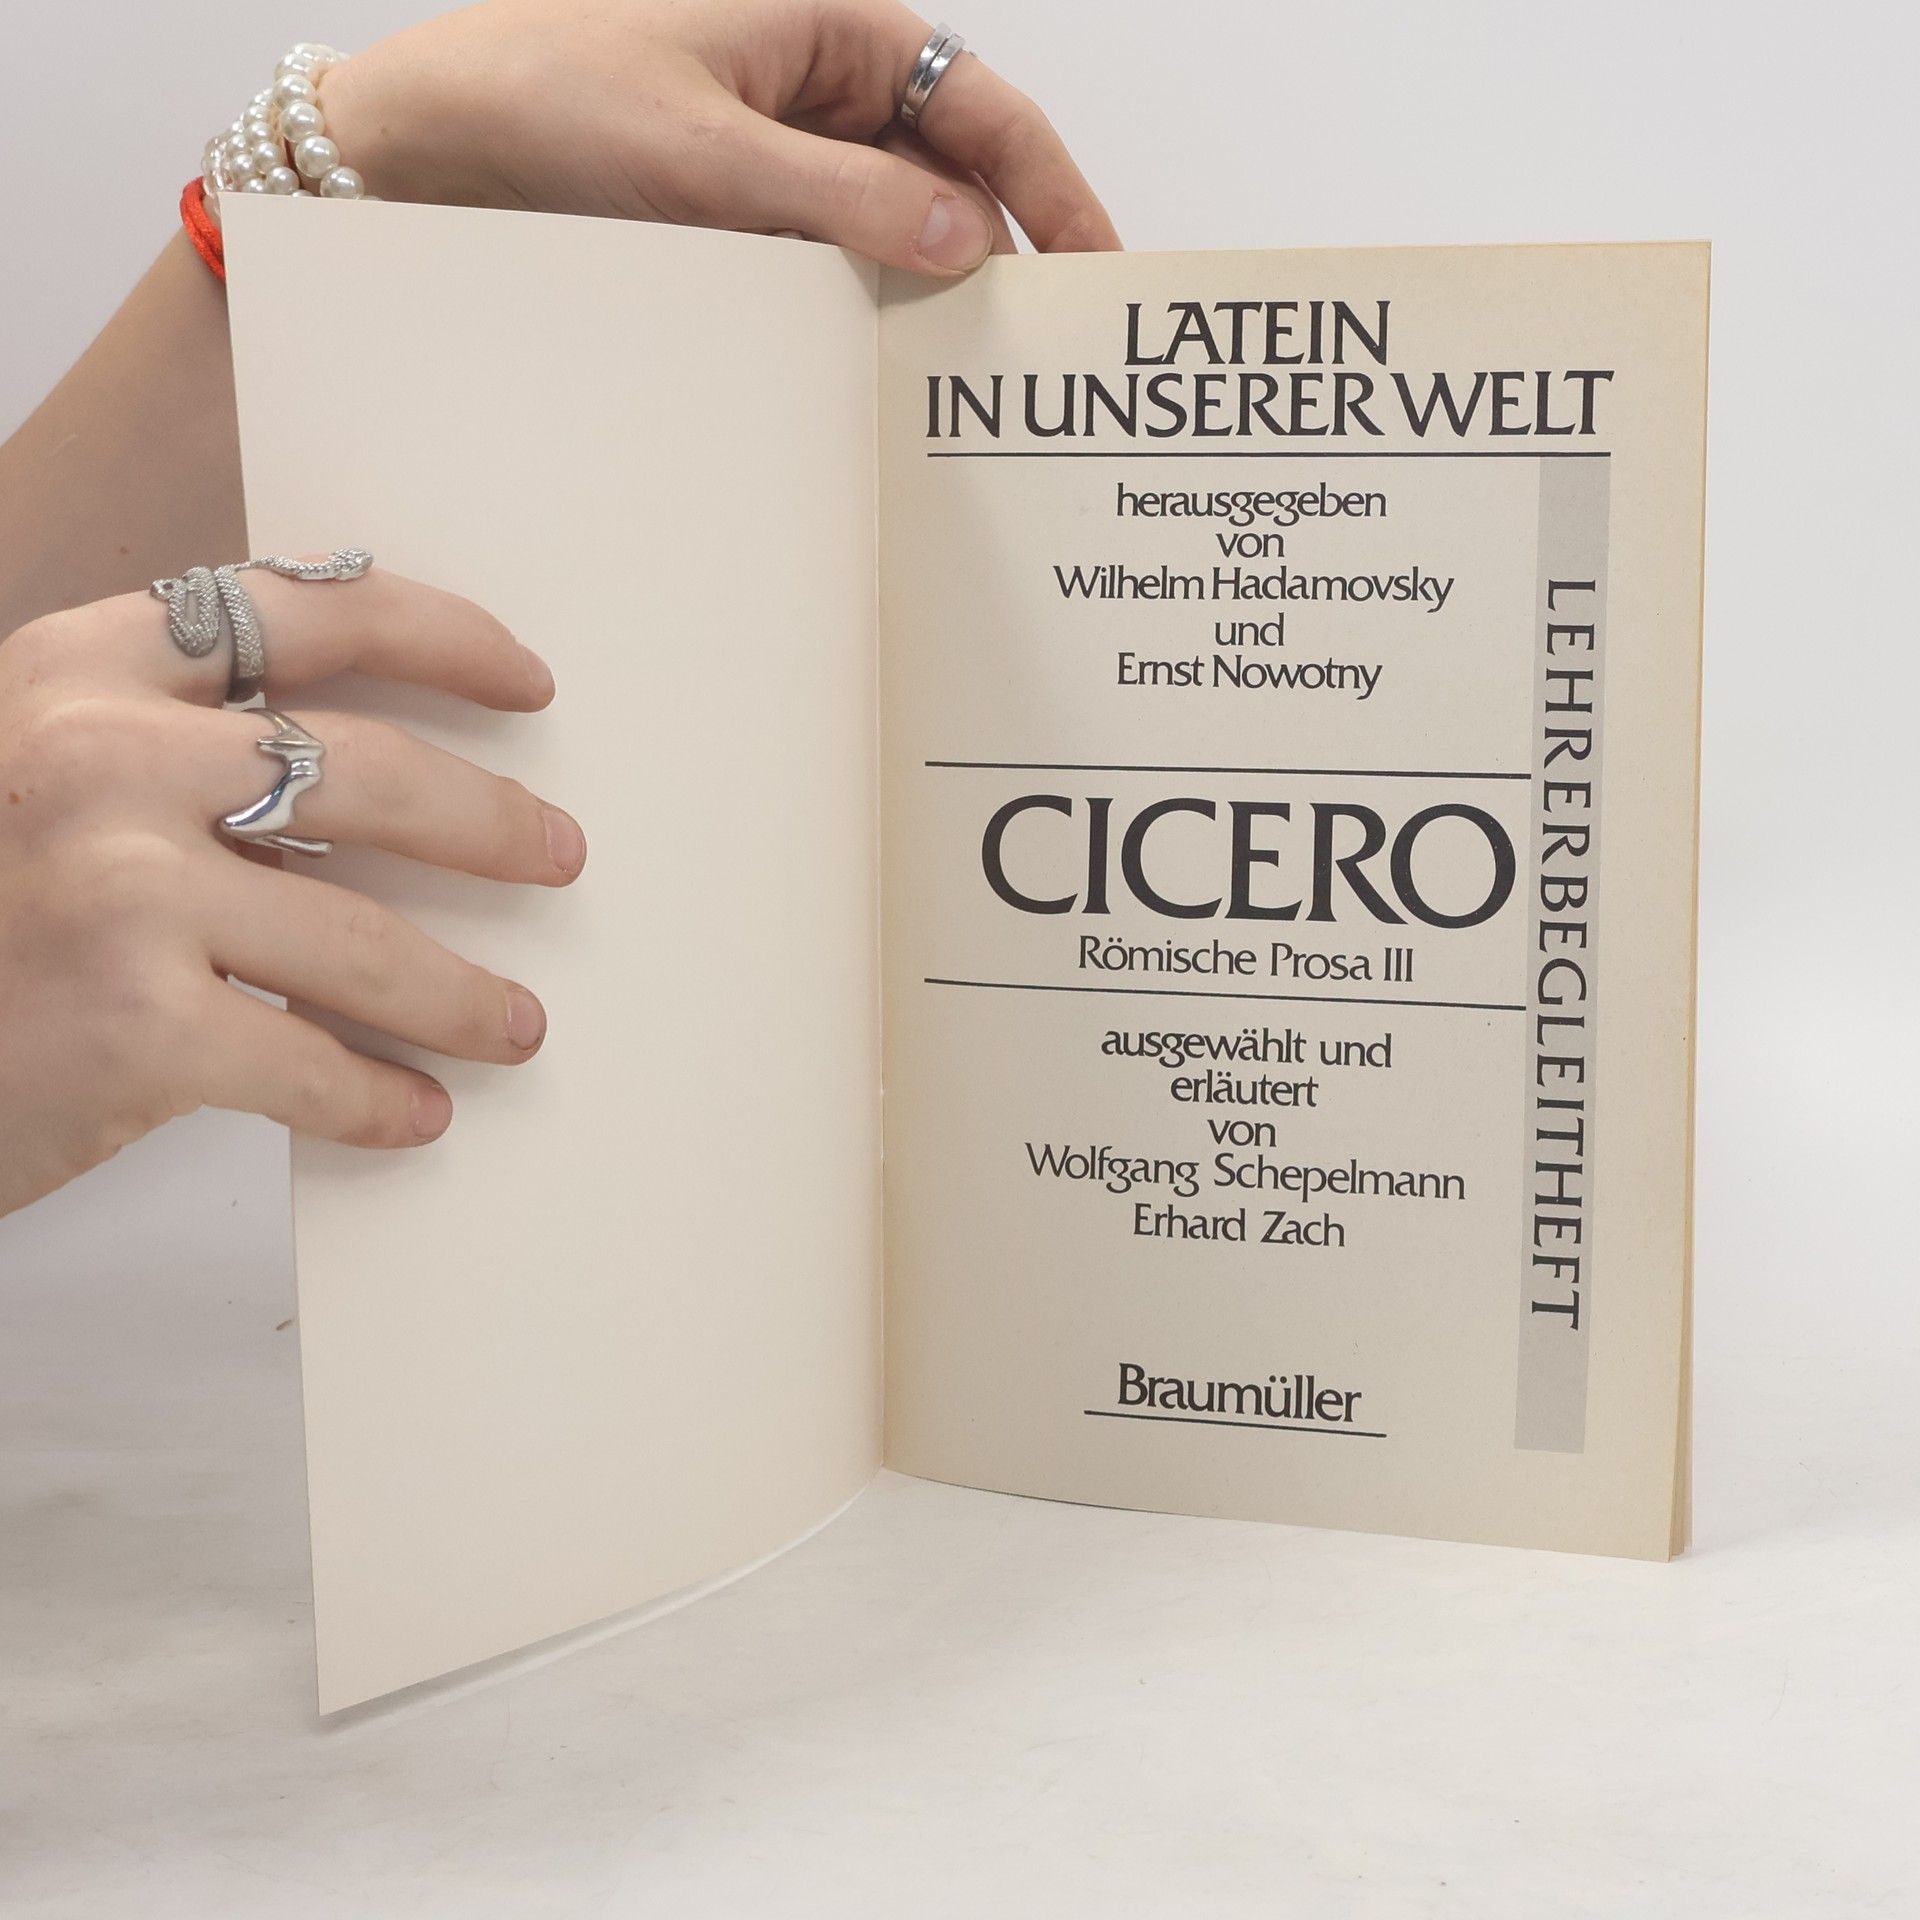 LATEIN
IN UNSERER WELT
herausgegeben
von
Wilhelm Hadamovsky
und
Ernst Nowotny
CICERO
Römische Prosa III
ausgewählt und
erläutert
von
Wolfgang Schepelmann
Erhard Zach
Braumüller
LEHRERBEGLEITHEFT